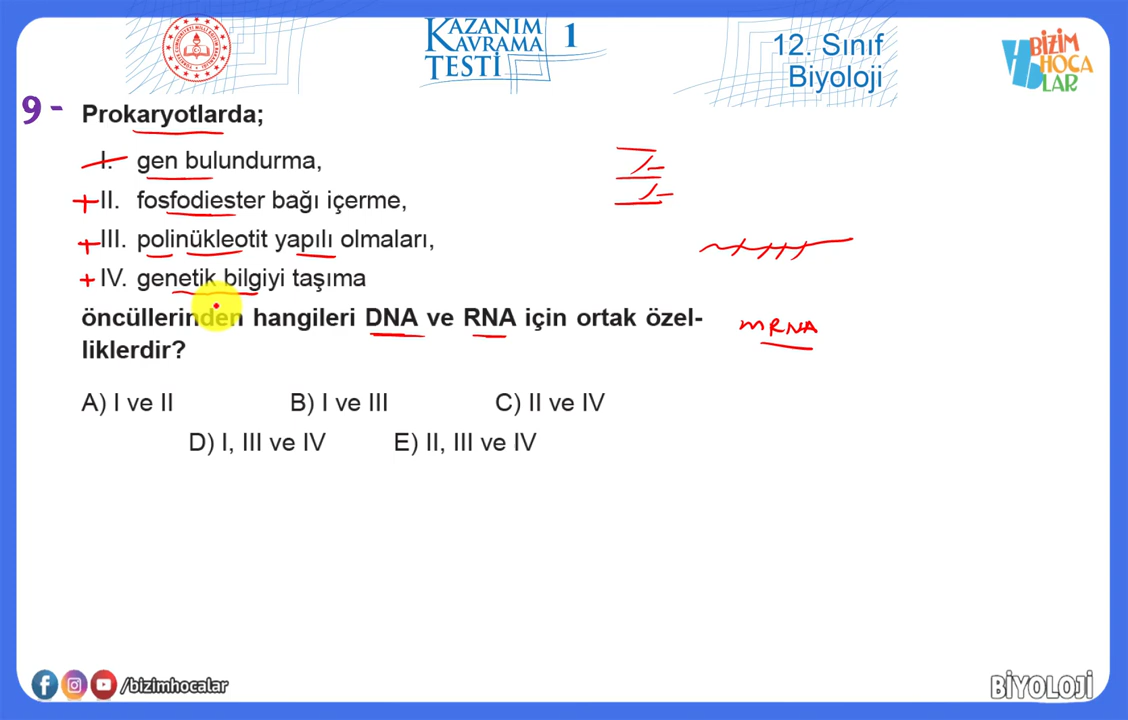 KAZANIM
KAVRAMA
TESTİ
1
12. Sınıf
Biyoloji
BİZİM
HOCA
LAR
9-
Prokaryotlarda;
I. gen bulundurma,
II. fosfodiester bağı içerme,
III. polinükleotit yapılı olmaları,
IV. genetik bilgiyi taşıma
öncüllerinden hangileri DNA ve RNA için ortak özel-
liklerdir?
mRNA
A) I ve II B) I ve III C) II ve IV
D) I, III ve IV E) II, III ve IV
/bizimhocalar
BİYOLOJİ